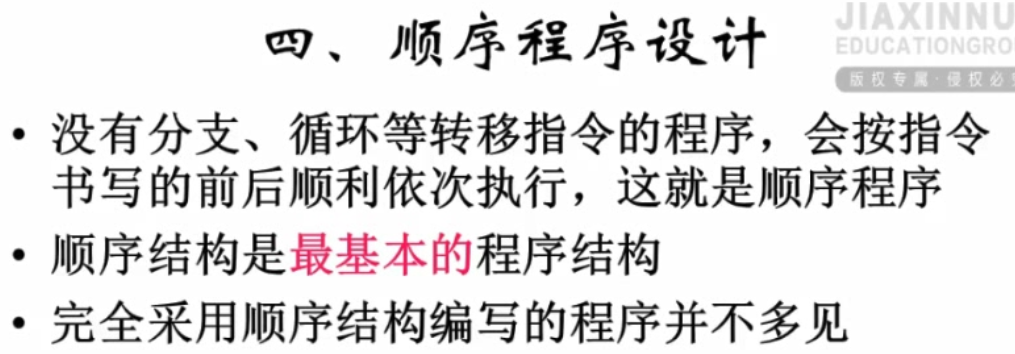 四、顺序程序设计
JIAXINNU
EDUCATIONGRO
版权专属·侵权必
• 没有分支、循环等转移指令的程序，会按指令
书写的前后顺利依次执行，这就是顺序程序
• 顺序结构是最基本的程序结构
• 完全采用顺序结构编写的程序并不多见